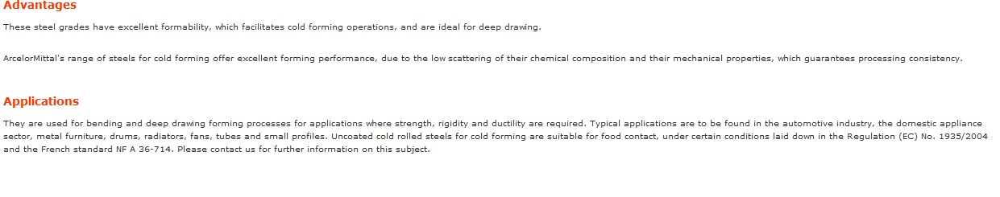 Advantages
These steel grades have excellent formability, which facilitates cold forming operations, and are ideal for deep drawing.
ArcelorMittal's range of steels for cold forming offer excellent forming performance, due to the low scattering of their chemical composition and their mechanical properties, which guarantees processing consistency.
Applications
They are used for bending and deep drawing forming processes for applications where strength, rigidity and ductility are required. Typical applications are to be found in the automotive industry, the domestic appliance
sector, metal furniture, drums, radiators, fans, tubes and small profiles. Uncoated cold rolled steels for cold forming are suitable for food contact, under certain conditions laid down in the Regulation (EC) No. 1935/2004
and the French standard NF A 36-714. Please contact us for further information on this subject.